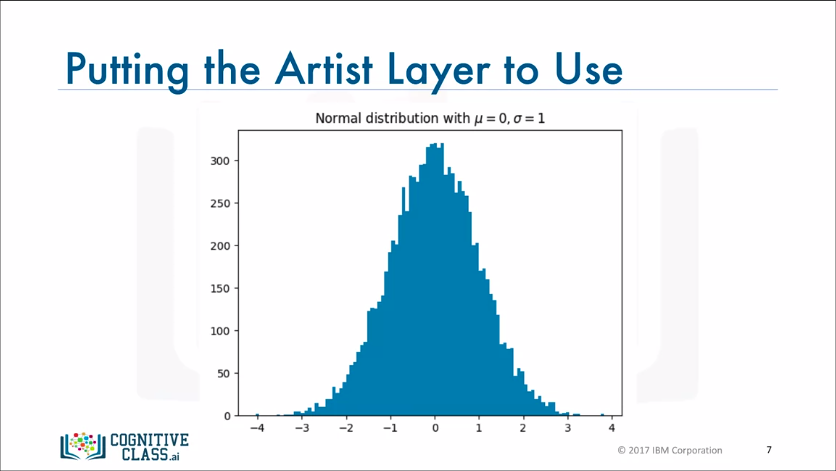 Putting the Artist Layer to Use
Normal distribution with μ = 0, σ = 1
300
250
200
150
100
50
0
−4 −3 −2 −1 0 1 2 3 4
COGNITIVE
CLASS.ai
© 2017 IBM Corporation
7